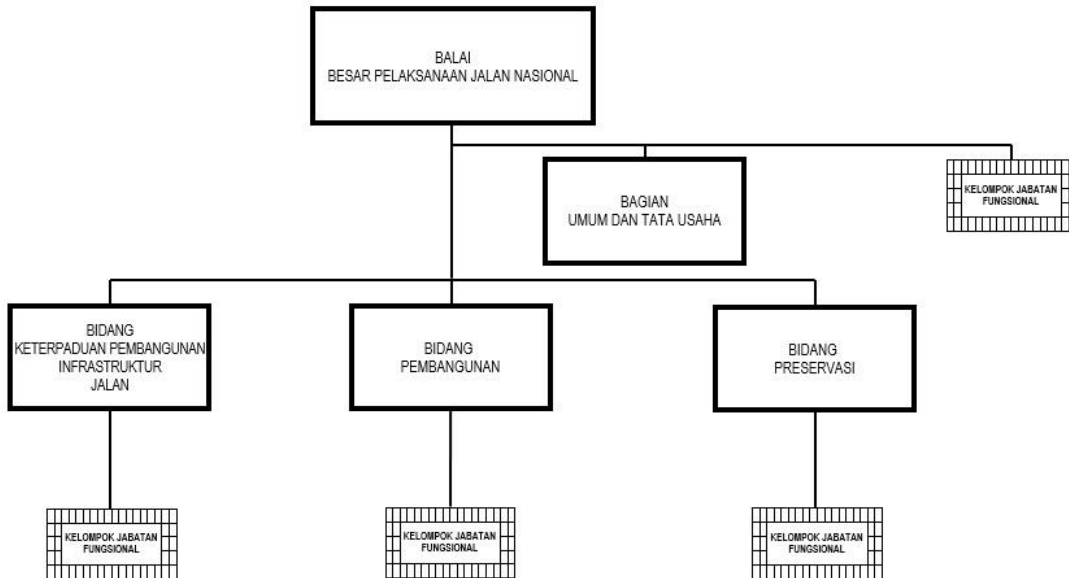 BALAI
BESAR PELAKSANAAN JALAN NASIONAL
BAGIAN
UMUM DAN TATA USAHA
KELOMPOK JABATAN
FUNGSIONAL
BIDANG
KETERPADUAN PEMBANGUNAN
INFRASTRUKTUR
JALAN
BIDANG
PEMBANGUNAN
BIDANG
PRESERVASI
KELOMPOK JABATAN
FUNGSIONAL
KELOMPOK JABATAN
FUNGSIONAL
KELOMPOK JABATAN
FUNGSIONAL